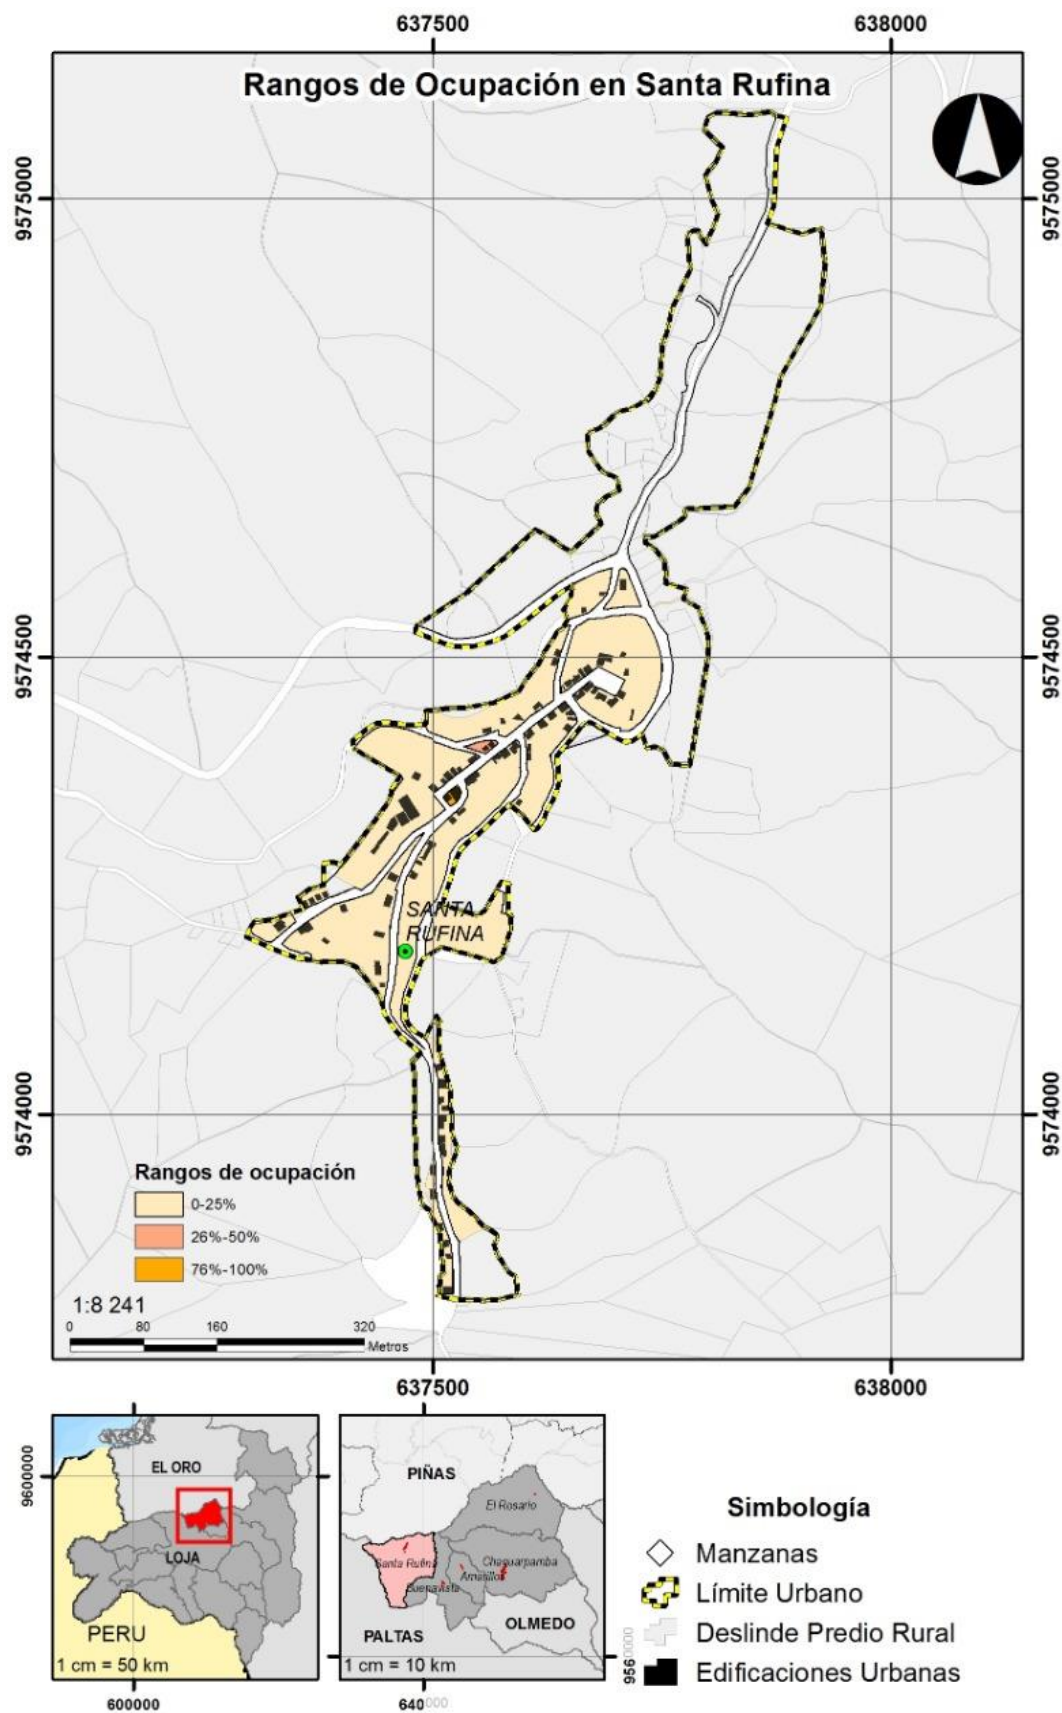 637500
638000
Rangos de Ocupación en Santa Rufina
9575000
9575000
9574500
9574500
SANTA
RUFINA
9574000
9574000
Rangos de ocupación
0-25%
26%-50%
76%-100%
1:8 241
0 80 160 320
Metros
637500
638000
9600000
EL ORO
LOJA
PERU
1 cm = 50 km
600000
PIÑAS
El Rosario
Santa Rufina
Chaguarpamba
Amarillos
Buenavista
OLMEDO
PALTAS
1 cm = 10 km
9560000
640000
Simbología
Manzanas
Límite Urbano
Deslinde Predio Rural
Edificaciones Urbanas